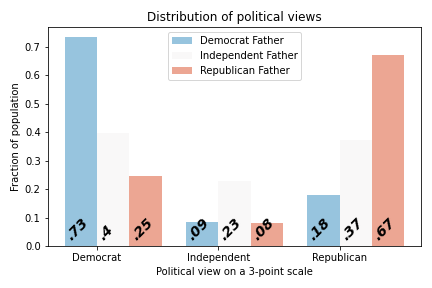 Distribution of political views
Democrat Father
Independent Father
Republican Father
Fraction of population
0.7
0.6
0.5
0.4
0.3
0.2
0.1
0.0
.73
.4
.25
.09
.23
.08
.18
.37
.67
Democrat
Independent
Republican
Political view on a 3-point scale